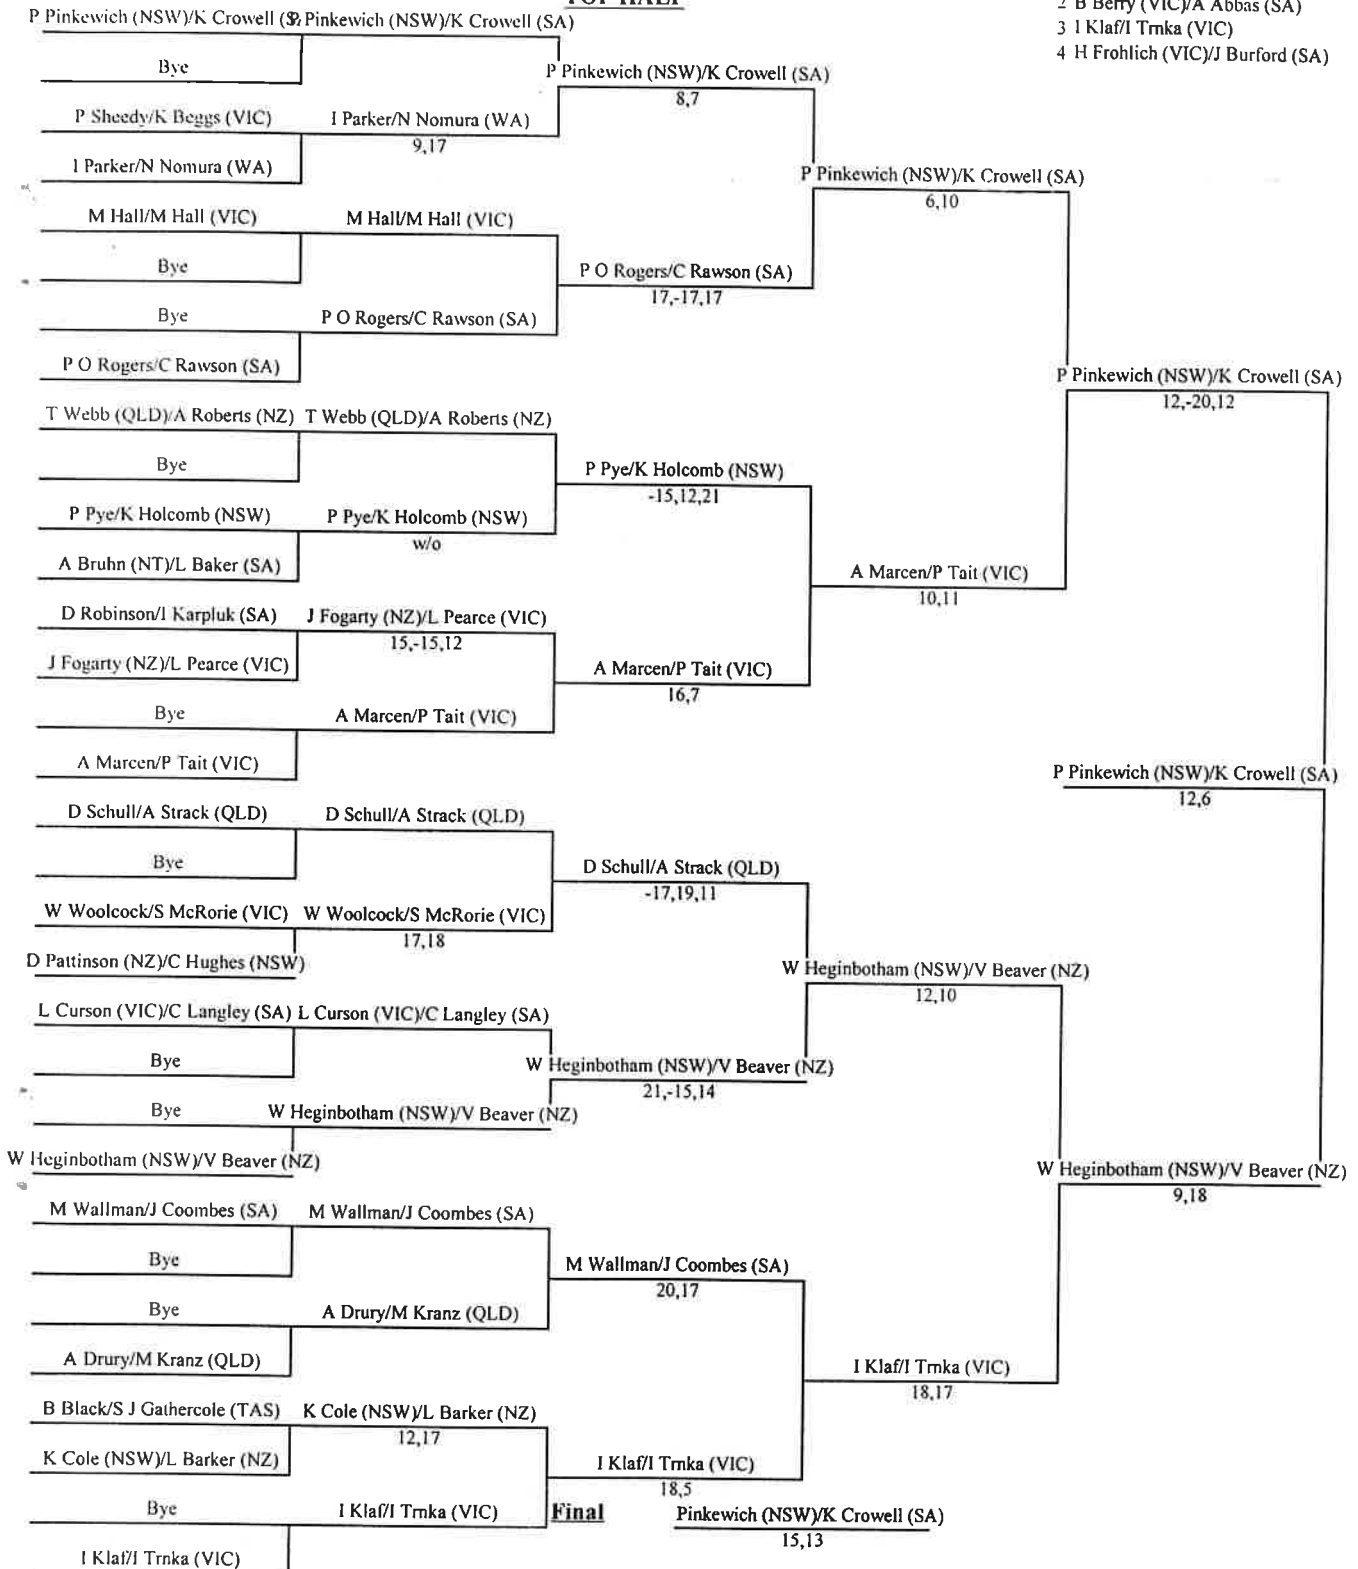 TOP HALF
2 B Berry (VIC)/A Abbas (SA)
3 I Klaf/I Trnka (VIC)
4 H Frohlich (VIC)/J Burford (SA)
P Pinkewich (NSW)/K Crowell (S
P Pinkewich (NSW)/K Crowell (SA)
Bye
P Pinkewich (NSW)/K Crowell (SA)
8,7
P Sheedy/K Beggs (VIC)
I Parker/N Nomura (WA)
9,17
I Parker/N Nomura (WA)
P Pinkewich (NSW)/K Crowell (SA)
6,10
M Hall/M Hall (VIC)
M Hall/M Hall (VIC)
Bye
P O Rogers/C Rawson (SA)
17,-17,17
Bye
P O Rogers/C Rawson (SA)
P O Rogers/C Rawson (SA)
P Pinkewich (NSW)/K Crowell (SA)
12,-20,12
T Webb (QLD)/A Roberts (NZ)
T Webb (QLD)/A Roberts (NZ)
Bye
P Pye/K Holcomb (NSW)
-15,12,21
P Pye/K Holcomb (NSW)
P Pye/K Holcomb (NSW)
w/o
A Bruhn (NT)/L Baker (SA)
A Marcen/P Tait (VIC)
10,11
D Robinson/I Karpluk (SA)
J Fogarty (NZ)/L Pearce (VIC)
15,-15,12
J Fogarty (NZ)/L Pearce (VIC)
A Marcen/P Tait (VIC)
16,7
Bye
A Marcen/P Tait (VIC)
A Marcen/P Tait (VIC)
P Pinkewich (NSW)/K Crowell (SA)
12,6
D Schull/A Strack (QLD)
D Schull/A Strack (QLD)
Bye
D Schull/A Strack (QLD)
-17,19,11
W Woolcock/S McRorie (VIC)
W Woolcock/S McRorie (VIC)
17,18
D Pattinson (NZ)/C Hughes (NSW)
W Heginbotham (NSW)/V Beaver (NZ)
12,10
L Curson (VIC)/C Langley (SA)
L Curson (VIC)/C Langley (SA)
Bye
W Heginbotham (NSW)/V Beaver (NZ)
21,-15,14
Bye
W Heginbotham (NSW)/V Beaver (NZ)
W Heginbotham (NSW)/V Beaver (NZ)
W Heginbotham (NSW)/V Beaver (NZ)
9,18
M Wallman/J Coombes (SA)
M Wallman/J Coombes (SA)
Bye
M Wallman/J Coombes (SA)
20,17
Bye
A Drury/M Kranz (QLD)
A Drury/M Kranz (QLD)
I Klaf/I Trnka (VIC)
18,17
B Black/S J Gathercole (TAS)
K Cole (NSW)/L Barker (NZ)
12,17
K Cole (NSW)/L Barker (NZ)
I Klaf/I Trnka (VIC)
18,5
Bye
I Klaf/I Trnka (VIC)
Final
Pinkewich (NSW)/K Crowell (SA)
15,13
I Klaf/I Trnka (VIC)